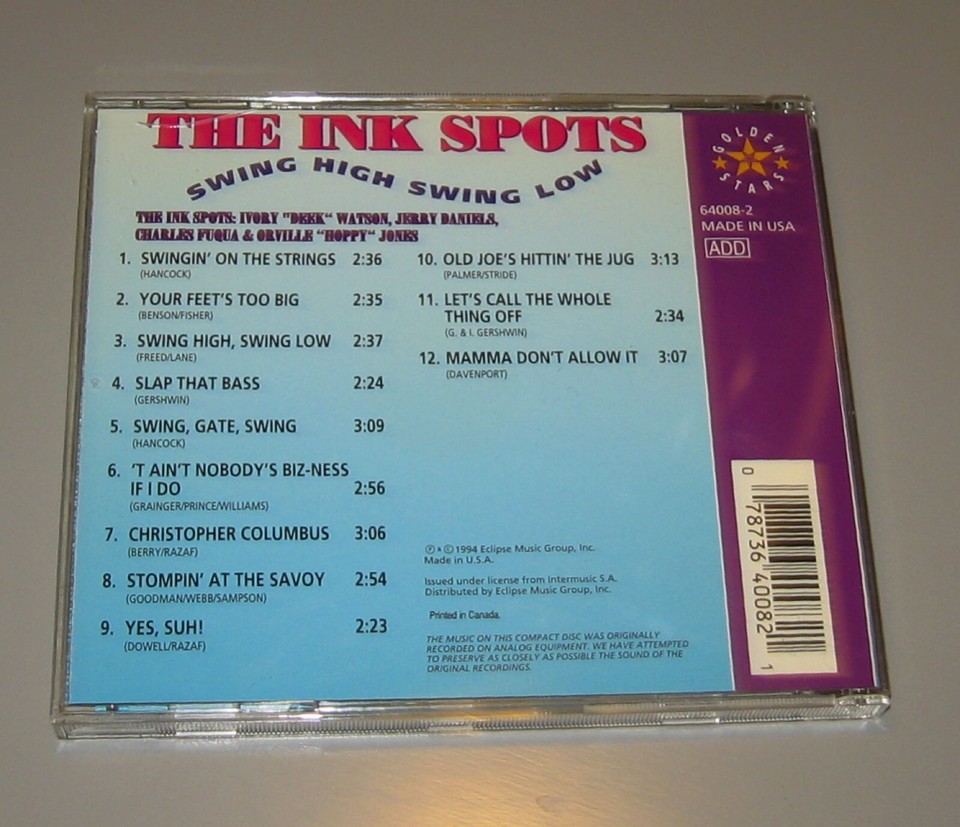 THE INK SPOTS
SWING HIGH SWING LOW
THE INK SPOTS: IVORY "DEEK" WATSON, JERRY DANIELS,
CHARLES FUQUA & ORVILLE "HOPPY" JONES
1. SWINGIN' ON THE STRINGS 2:36
(HANCOCK)
2. YOUR FEET'S TOO BIG 2:35
(BENSON/FISHER)
3. SWING HIGH, SWING LOW 2:37
(FREED/LANE)
4. SLAP THAT BASS 2:24
(GERSHWIN)
5. SWING, GATE, SWING 3:09
(HANCOCK)
6. 'T AIN'T NOBODY'S BIZ-NESS
IF I DO 2:56
(GRAINGER/PRINCE/WILLIAMS)
7. CHRISTOPHER COLUMBUS 3:06
(BERRY/RAZAF)
8. STOMPIN' AT THE SAVOY 2:54
(GOODMAN/WEBB/SAMPSON)
9. YES, SUH! 2:23
(DOWELL/RAZAF)
10. OLD JOE'S HITTIN' THE JUG 3:13
(PALMER/STRIDE)
11. LET'S CALL THE WHOLE
THING OFF 2:34
(G. & I. GERSHWIN)
12. MAMMA DON'T ALLOW IT 3:07
(DAVENPORT)
℗ & © 1994 Eclipse Music Group, Inc.
Made in U.S.A.
Issued under license from Intermusic S.A.
Distributed by Eclipse Music Group, Inc.
Printed in Canada.
THE MUSIC ON THIS COMPACT DISC WAS ORIGINALLY
RECORDED ON ANALOG EQUIPMENT. WE HAVE ATTEMPTED
TO PRESERVE AS CLOSELY AS POSSIBLE THE SOUND OF THE
ORIGINAL RECORDINGS.
GOLDEN
STARS
64008-2
MADE IN USA
ADD
0 78736 40082 1